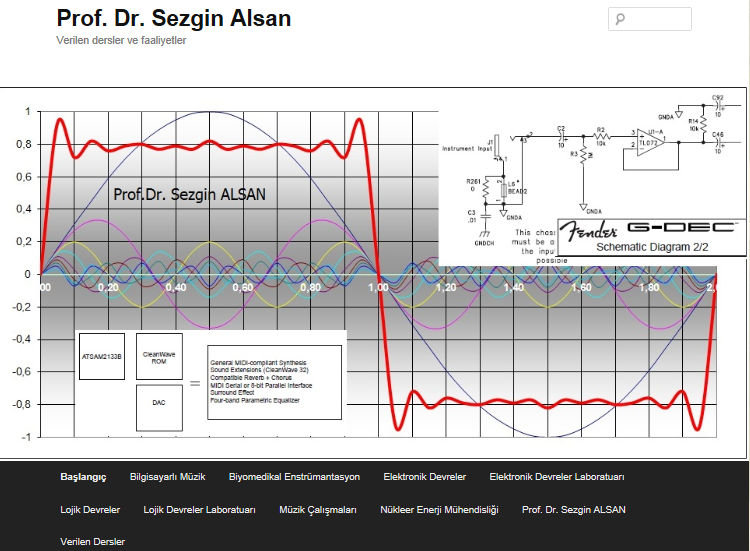 Prof. Dr. Sezgin Alsan
Verilen dersler ve faaliyetler
1
0,8
0,6
0,4
0,2
0
-0,2
-0,4
-0,6
-0,8
-1
00 0,20 0,40 0,60 0,80 1,00 1,20 1,40 1,60 1,80 2,0
Prof.Dr. Sezgin ALSAN
Instrument Input
J1
R261
0
L6
BEAD2
C3
.01
GNDCH
GNDA
C2
10
R2
10k
R3
GNDA
U1-A
TL072
GNDA
R14
10k
C92
10
C46
10
This chas
must be o
the inpu
possible
Fender G-DEC
Schematic Diagram 2/2
ATSAM2133B
CleanWave
ROM
DAC
=
General MIDI-compliant Synthesis
Sound Extensions (CleanWave 32)
Compatible Reverb + Chorus
MIDI Serial or 8-bit Parallel Interface
Surround Effect
Four-band Parametric Equalizer
Başlangıç Bilgisayarlı Müzik Biyomedikal Enstrümantasyon Elektronik Devreler Elektronik Devreler Laboratuarı
Lojik Devreler Lojik Devreler Laboratuarı Müzik Çalışmaları Nükleer Enerji Mühendisliği Prof. Dr. Sezgin ALSAN
Verilen Dersler